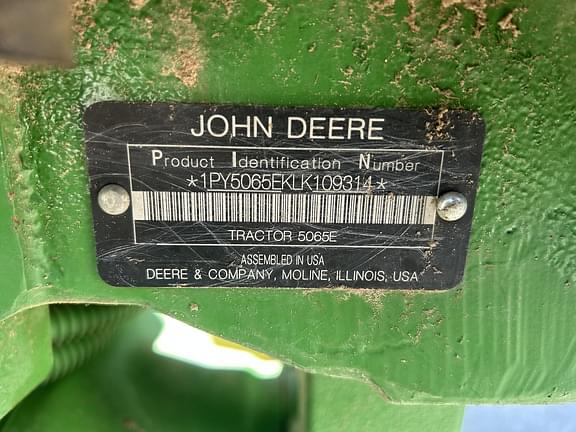 JOHN DEERE
Product Identification Number
*1PY5065EKLK109314*
TRACTOR 5065E
ASSEMBLED IN USA
DEERE & COMPANY, MOLINE, ILLINOIS, USA